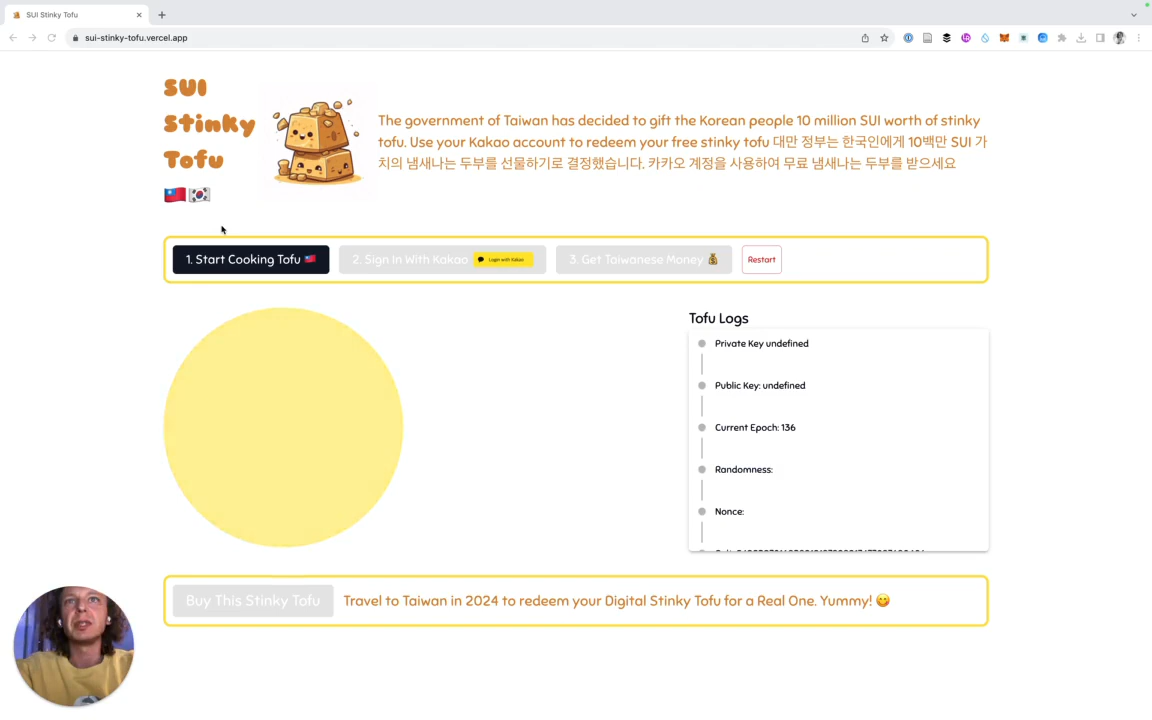 SUI Stinky Tofu
sui-stinky-tofu.vercel.app
SUI
Stinky
Tofu
The government of Taiwan has decided to gift the Korean people 10 million SUI worth of stinky
tofu. Use your Kakao account to redeem your free stinky tofu 대만 정부는 한국인에게 10백만 SUI 가
치의 냄새나는 두부를 선물하기로 결정했습니다. 카카오 계정을 사용하여 무료 냄새나는 두부를 받으세요
1. Start Cooking Tofu 🇹🇼
2. Sign In With Kakao Login with Kakao
3. Get Taiwanese Money 💰
Restart
Tofu Logs
Private Key undefined
Public Key: undefined
Current Epoch: 136
Randomness:
Nonce:
Buy This Stinky Tofu
Travel to Taiwan in 2024 to redeem your Digital Stinky Tofu for a Real One. Yummy! 😋